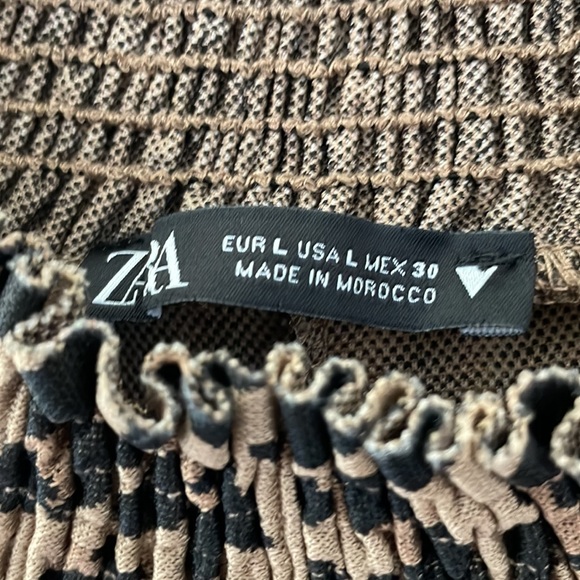 ZARA
EUR L USA L MEX 30
MADE IN MOROCCO